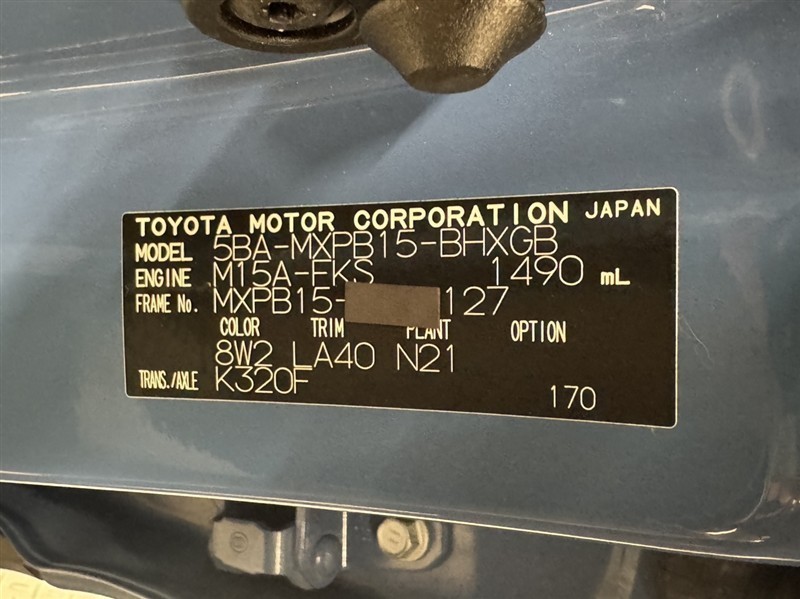 TOYOTA MOTOR CORPORATION JAPAN
MODEL 5BA-MXPB15-BHXGB
ENGINE M15A-FKS 1490 mL
FRAME No. MXPB15- 127
COLOR TRIM PLANT OPTION
8W2 LA40 N21
TRANS./AXLE K320F
170